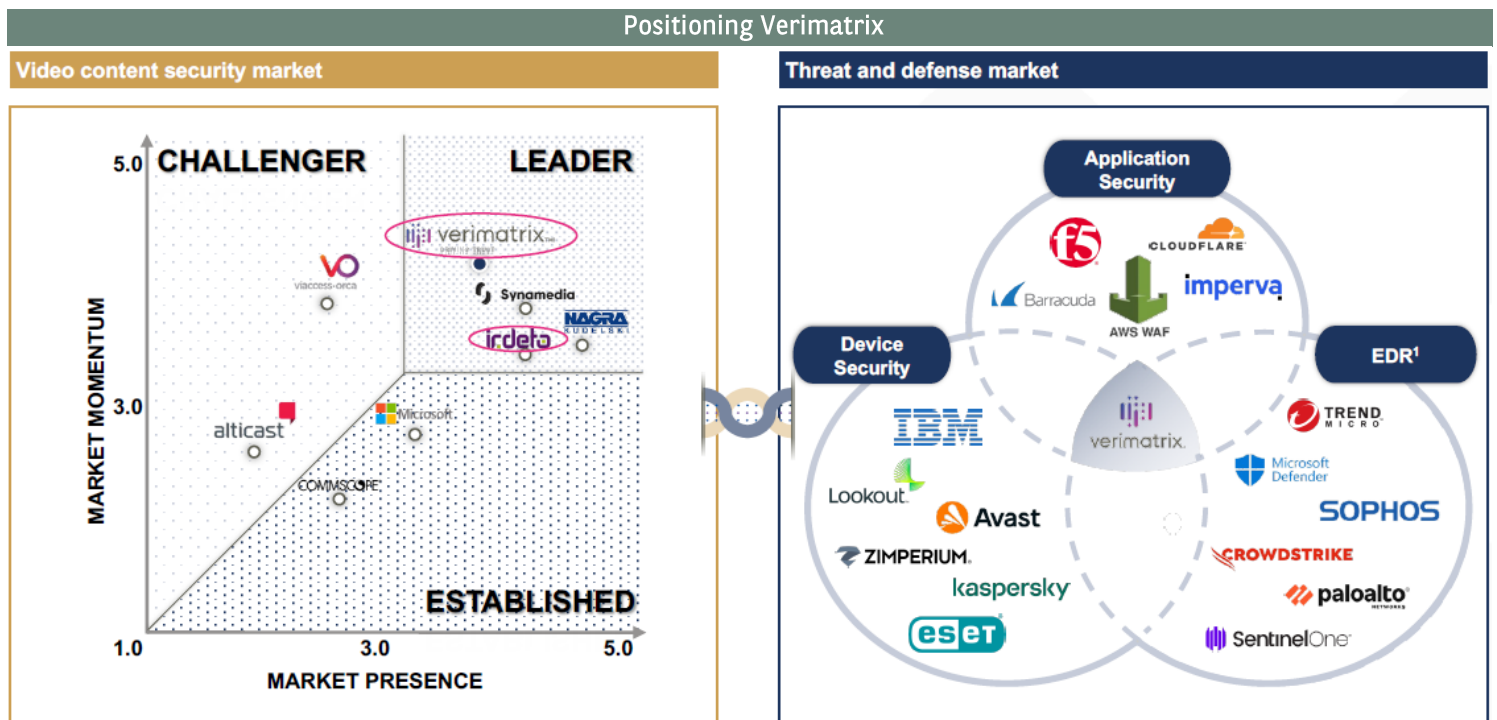 Positioning Verimatrix
Video content security market
5.0
CHALLENGER
LEADER
verimatrix
VO
viaccess-orca
Synamedia
NAGRA
KUDELSKI
irdeto
MARKET MOMENTUM
3.0
alticast
Microsoft
COMMSCOPE
ESTABLISHED
1.0
3.0
5.0
MARKET PRESENCE
Threat and defense market
Application
Security
f5
CLOUDFLARE
Barracuda
imperva
AWS WAF
Device
Security
EDR¹
IBM
verimatrix
TREND
MICRO
Lookout
Microsoft
Defender
Avast
SOPHOS
ZIMPERIUM
CROWDSTRIKE
kaspersky
paloalto
NETWORKS
eseT
SentinelOne